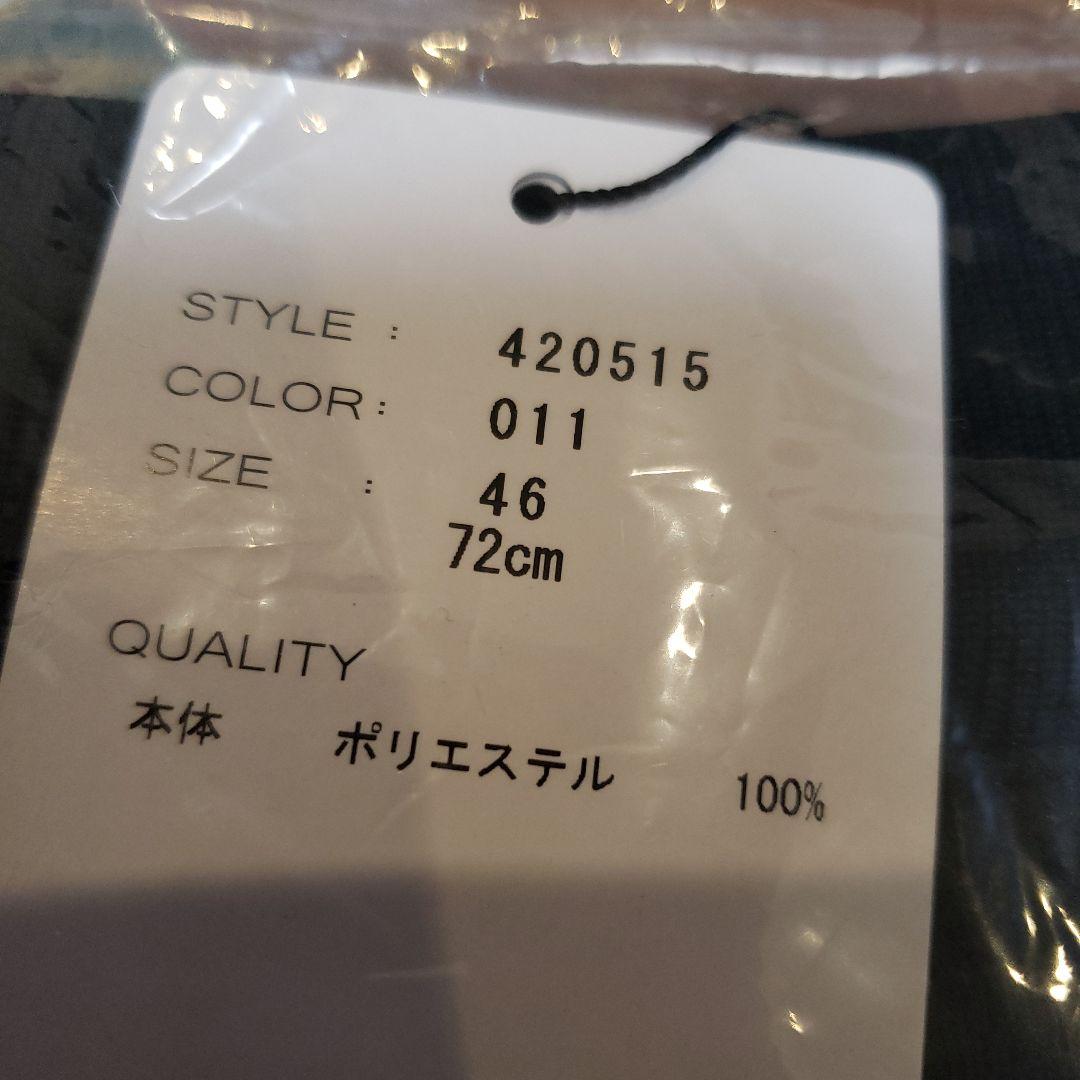 STYLE : 420515
COLOR : 011
SIZE : 46
72cm
QUALITY
本体 ポリエステル 100%